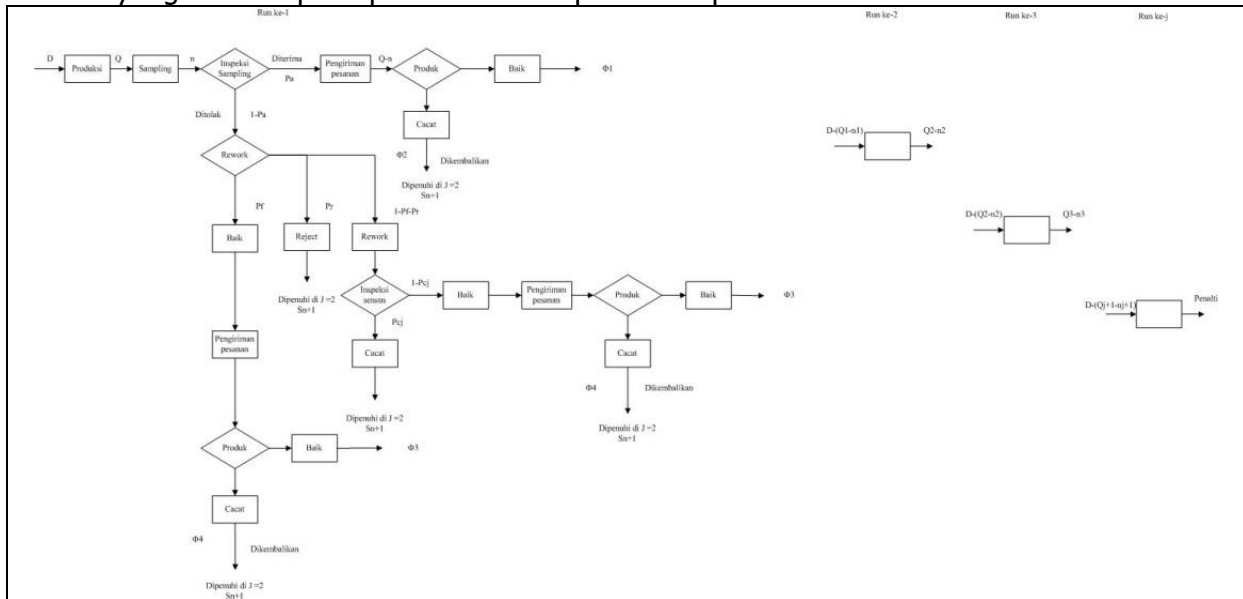 Run ke-1
Run ke-2
Run ke-3
Run ke-j
D
Produksi
Q
Sampling
n
Inspeksi
Sampling
Diterima
Pa
Pengiriman
pesanan
Q-n
Produk
Baik
Φ1
Ditolak
1-Pa
Cacat
Φ2
Dikembalikan
Dipenuhi di J =2
Sn+1
D-(Q1-n1)
Q2-n2
Rework
Pf
Pr
1-Pf-Pr
Baik
Reject
Rework
D-(Q2-n2)
Q3-n3
Dipenuhi di J =2
Sn+1
Inspeksi
sensus
1-Pcj
Baik
Pengiriman
pesanan
Produk
Baik
Φ3
D-(Qj+1-nj+1)
Penalti
Pcj
Pengiriman
pesanan
Cacat
Cacat
Φ4
Dikembalikan
Dipenuhi di J =2
Sn+1
Dipenuhi di J =2
Sn+1
Produk
Baik
Φ3
Cacat
Φ4
Dikembalikan
Dipenuhi di J =2
Sn+1